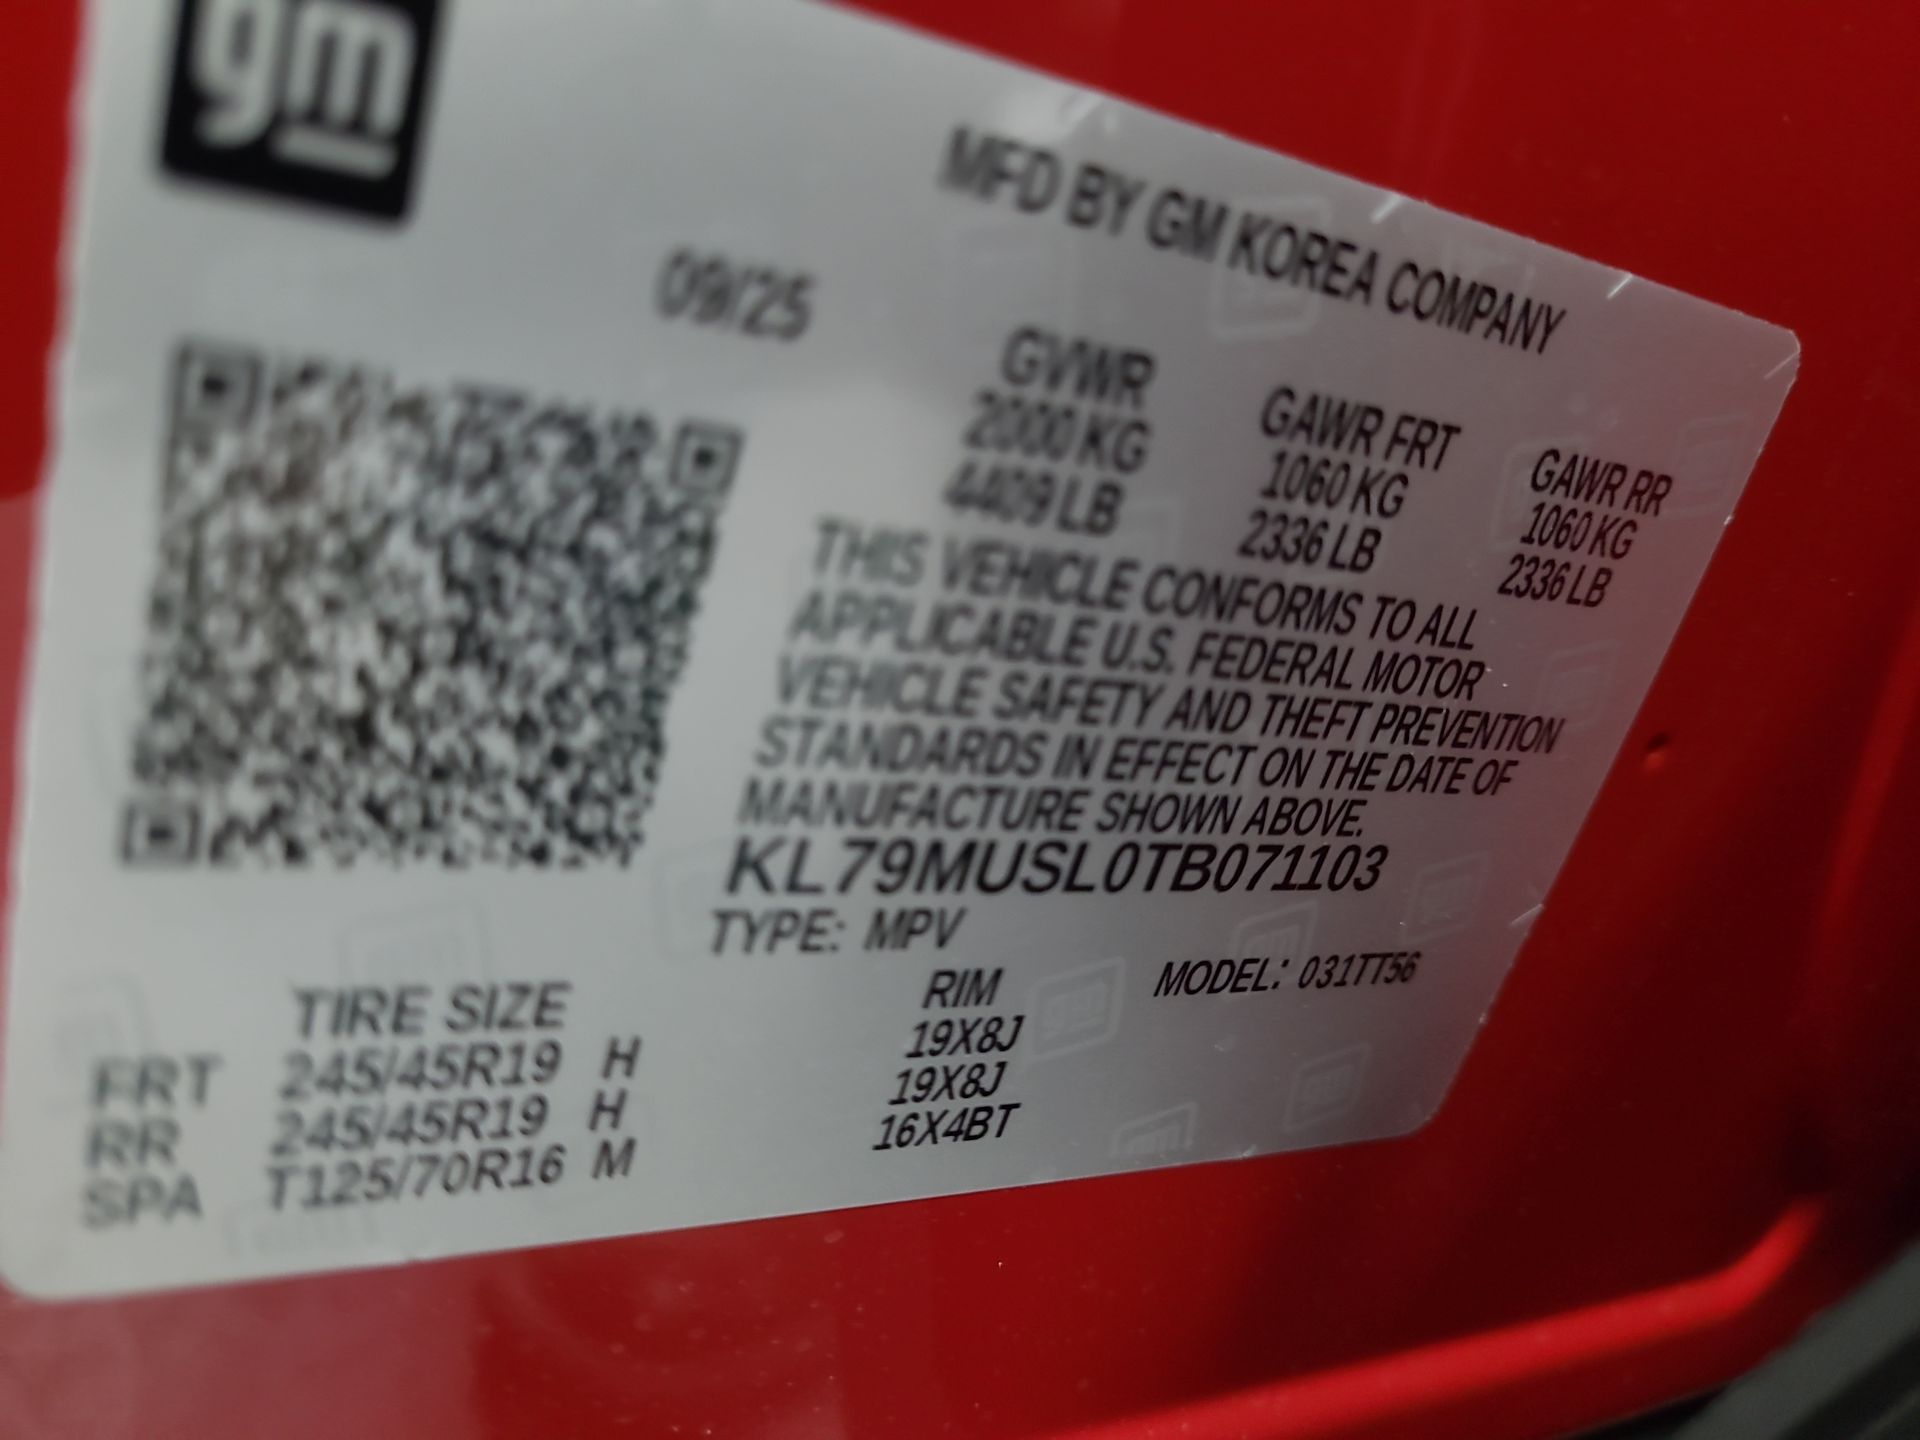 gm
MFD BY GM KOREA COMPANY
09/25
GVWR GAWR FRT GAWR RR
2000 KG 1060 KG 1060 KG
4409 LB 2336 LB 2336 LB
THIS VEHICLE CONFORMS TO ALL
APPLICABLE U.S. FEDERAL MOTOR
VEHICLE SAFETY AND THEFT PREVENTION
STANDARDS IN EFFECT ON THE DATE OF
MANUFACTURE SHOWN ABOVE.
KL79MUSL0TB071103
TYPE: MPV MODEL: 031TT56
TIRE SIZE RIM
FRT 245/45R19 H 19X8J
RR 245/45R19 H 19X8J
SPA T125/70R16 M 16X4BT